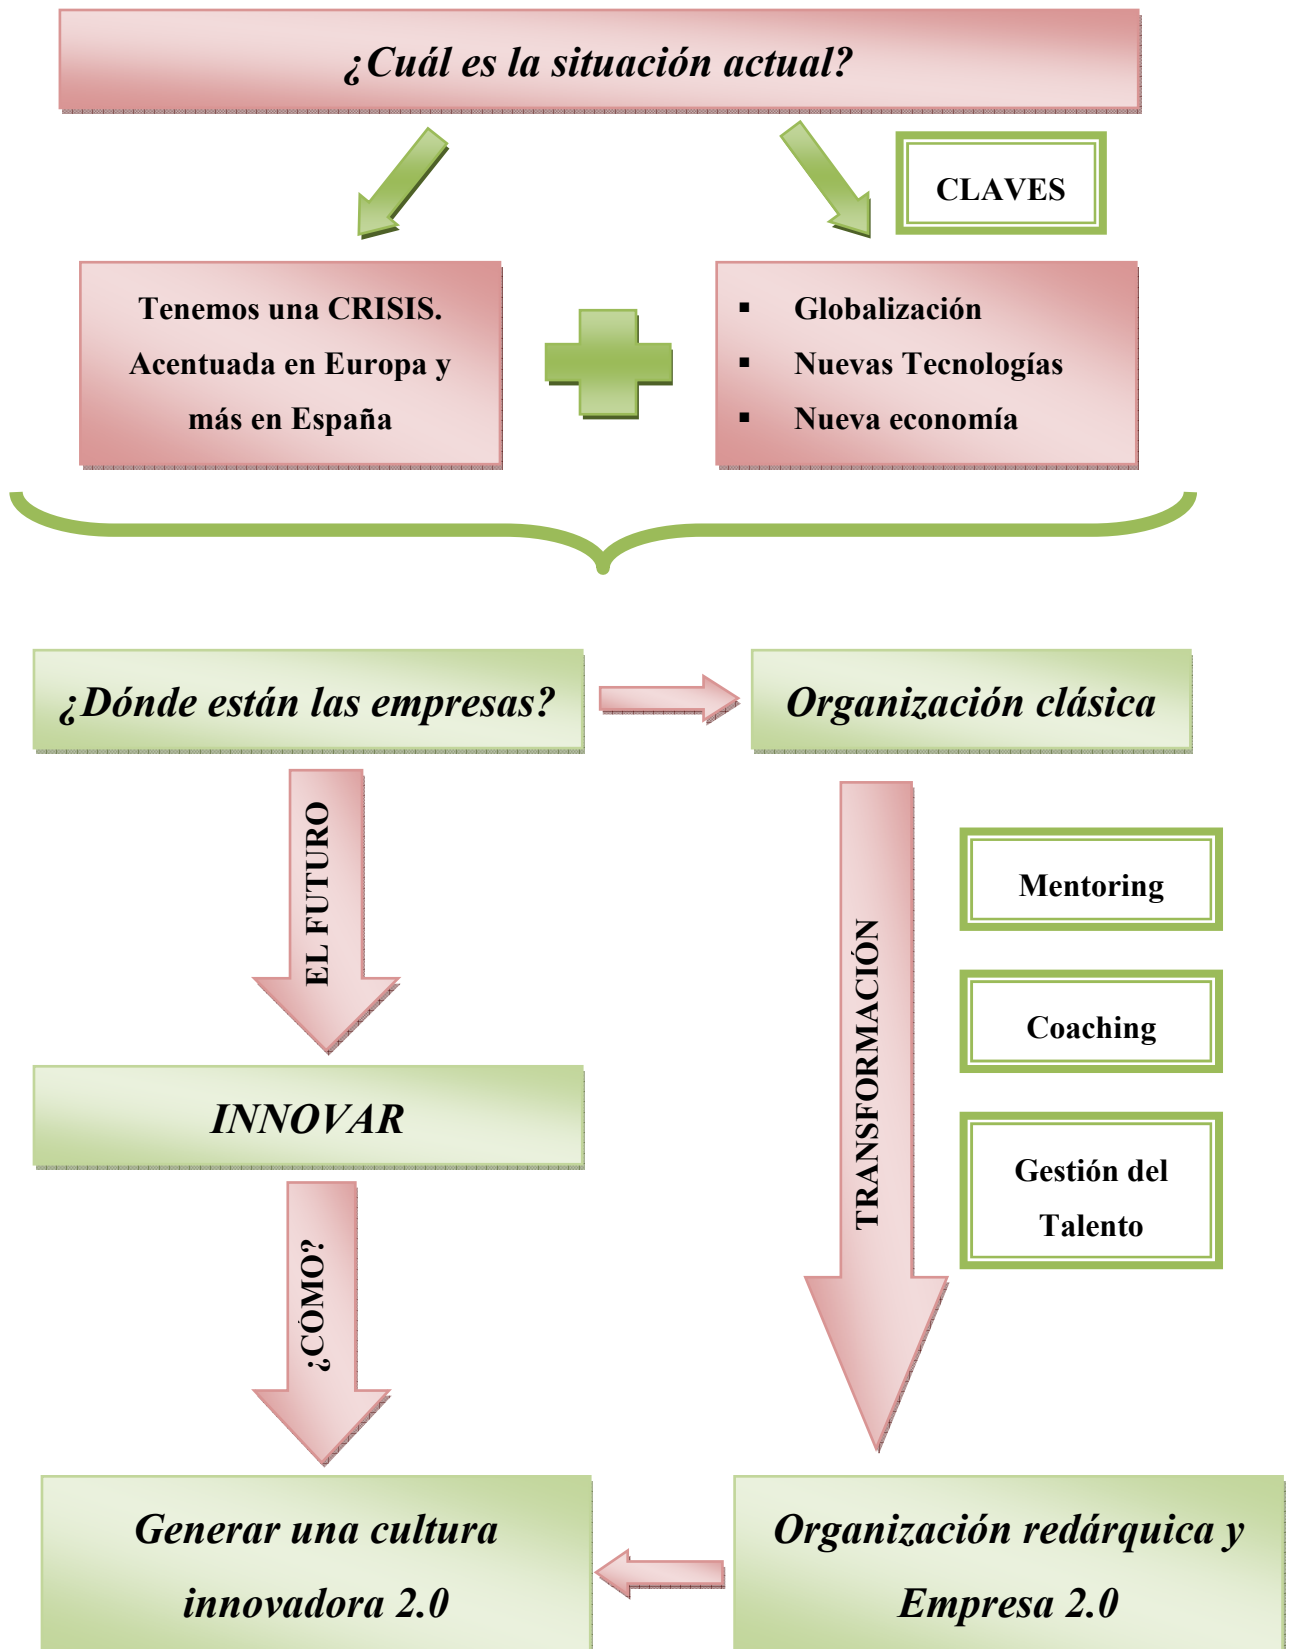 ¿Cuál es la situación actual?
CLAVES
Tenemos una CRISIS.
Acentuada en Europa y
más en España
▪ Globalización
▪ Nuevas Tecnologías
▪ Nueva economía
¿Dónde están las empresas?
Organización clásica
EL FUTURO
TRANSFORMACIÓN
Mentoring
Coaching
Gestión del
Talento
INNOVAR
¿CÓMO?
Generar una cultura
innovadora 2.0
Organización redárquica y
Empresa 2.0